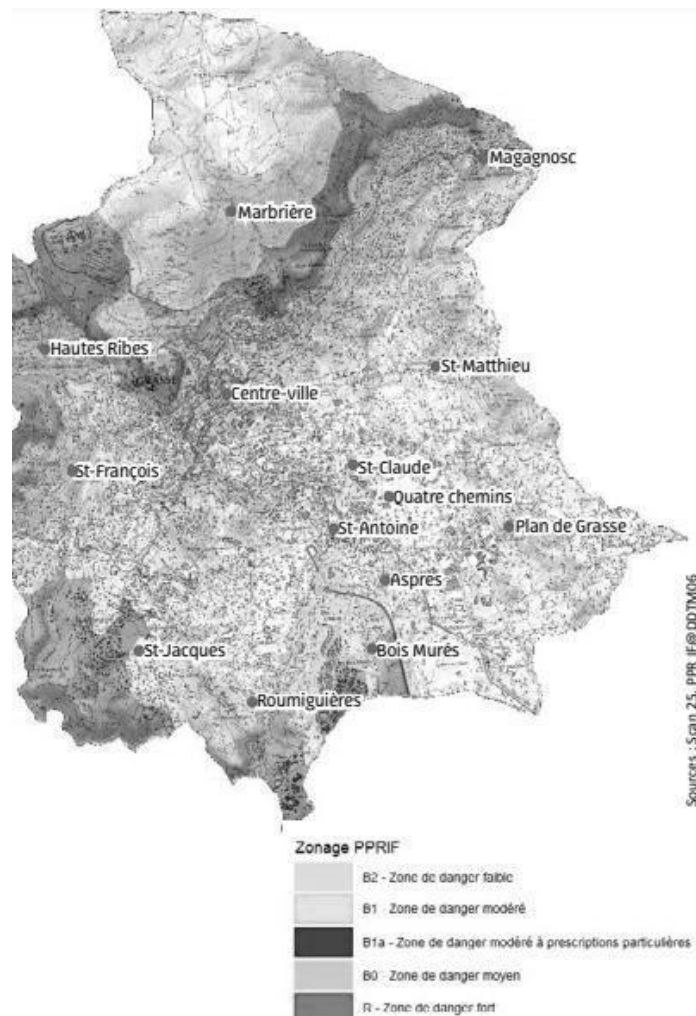 Magagnosc
Marbrière
Hautes Ribes
St-Matthieu
GRASSE
Centre-ville
St-Claude
St-François
Quatre chemins
St-Antoine
Plan de Grasse
Aspres
St-Jacques
Bois Murés
Roumiguières
Sources : Scan 25, PPR IF@DDTM06
Zonage PPRIF
B2 - Zone de danger faible
B1 - Zone de danger modéré
B1a - Zone de danger modéré à prescriptions particulières
B0 - Zone de danger moyen
R - Zone de danger fort